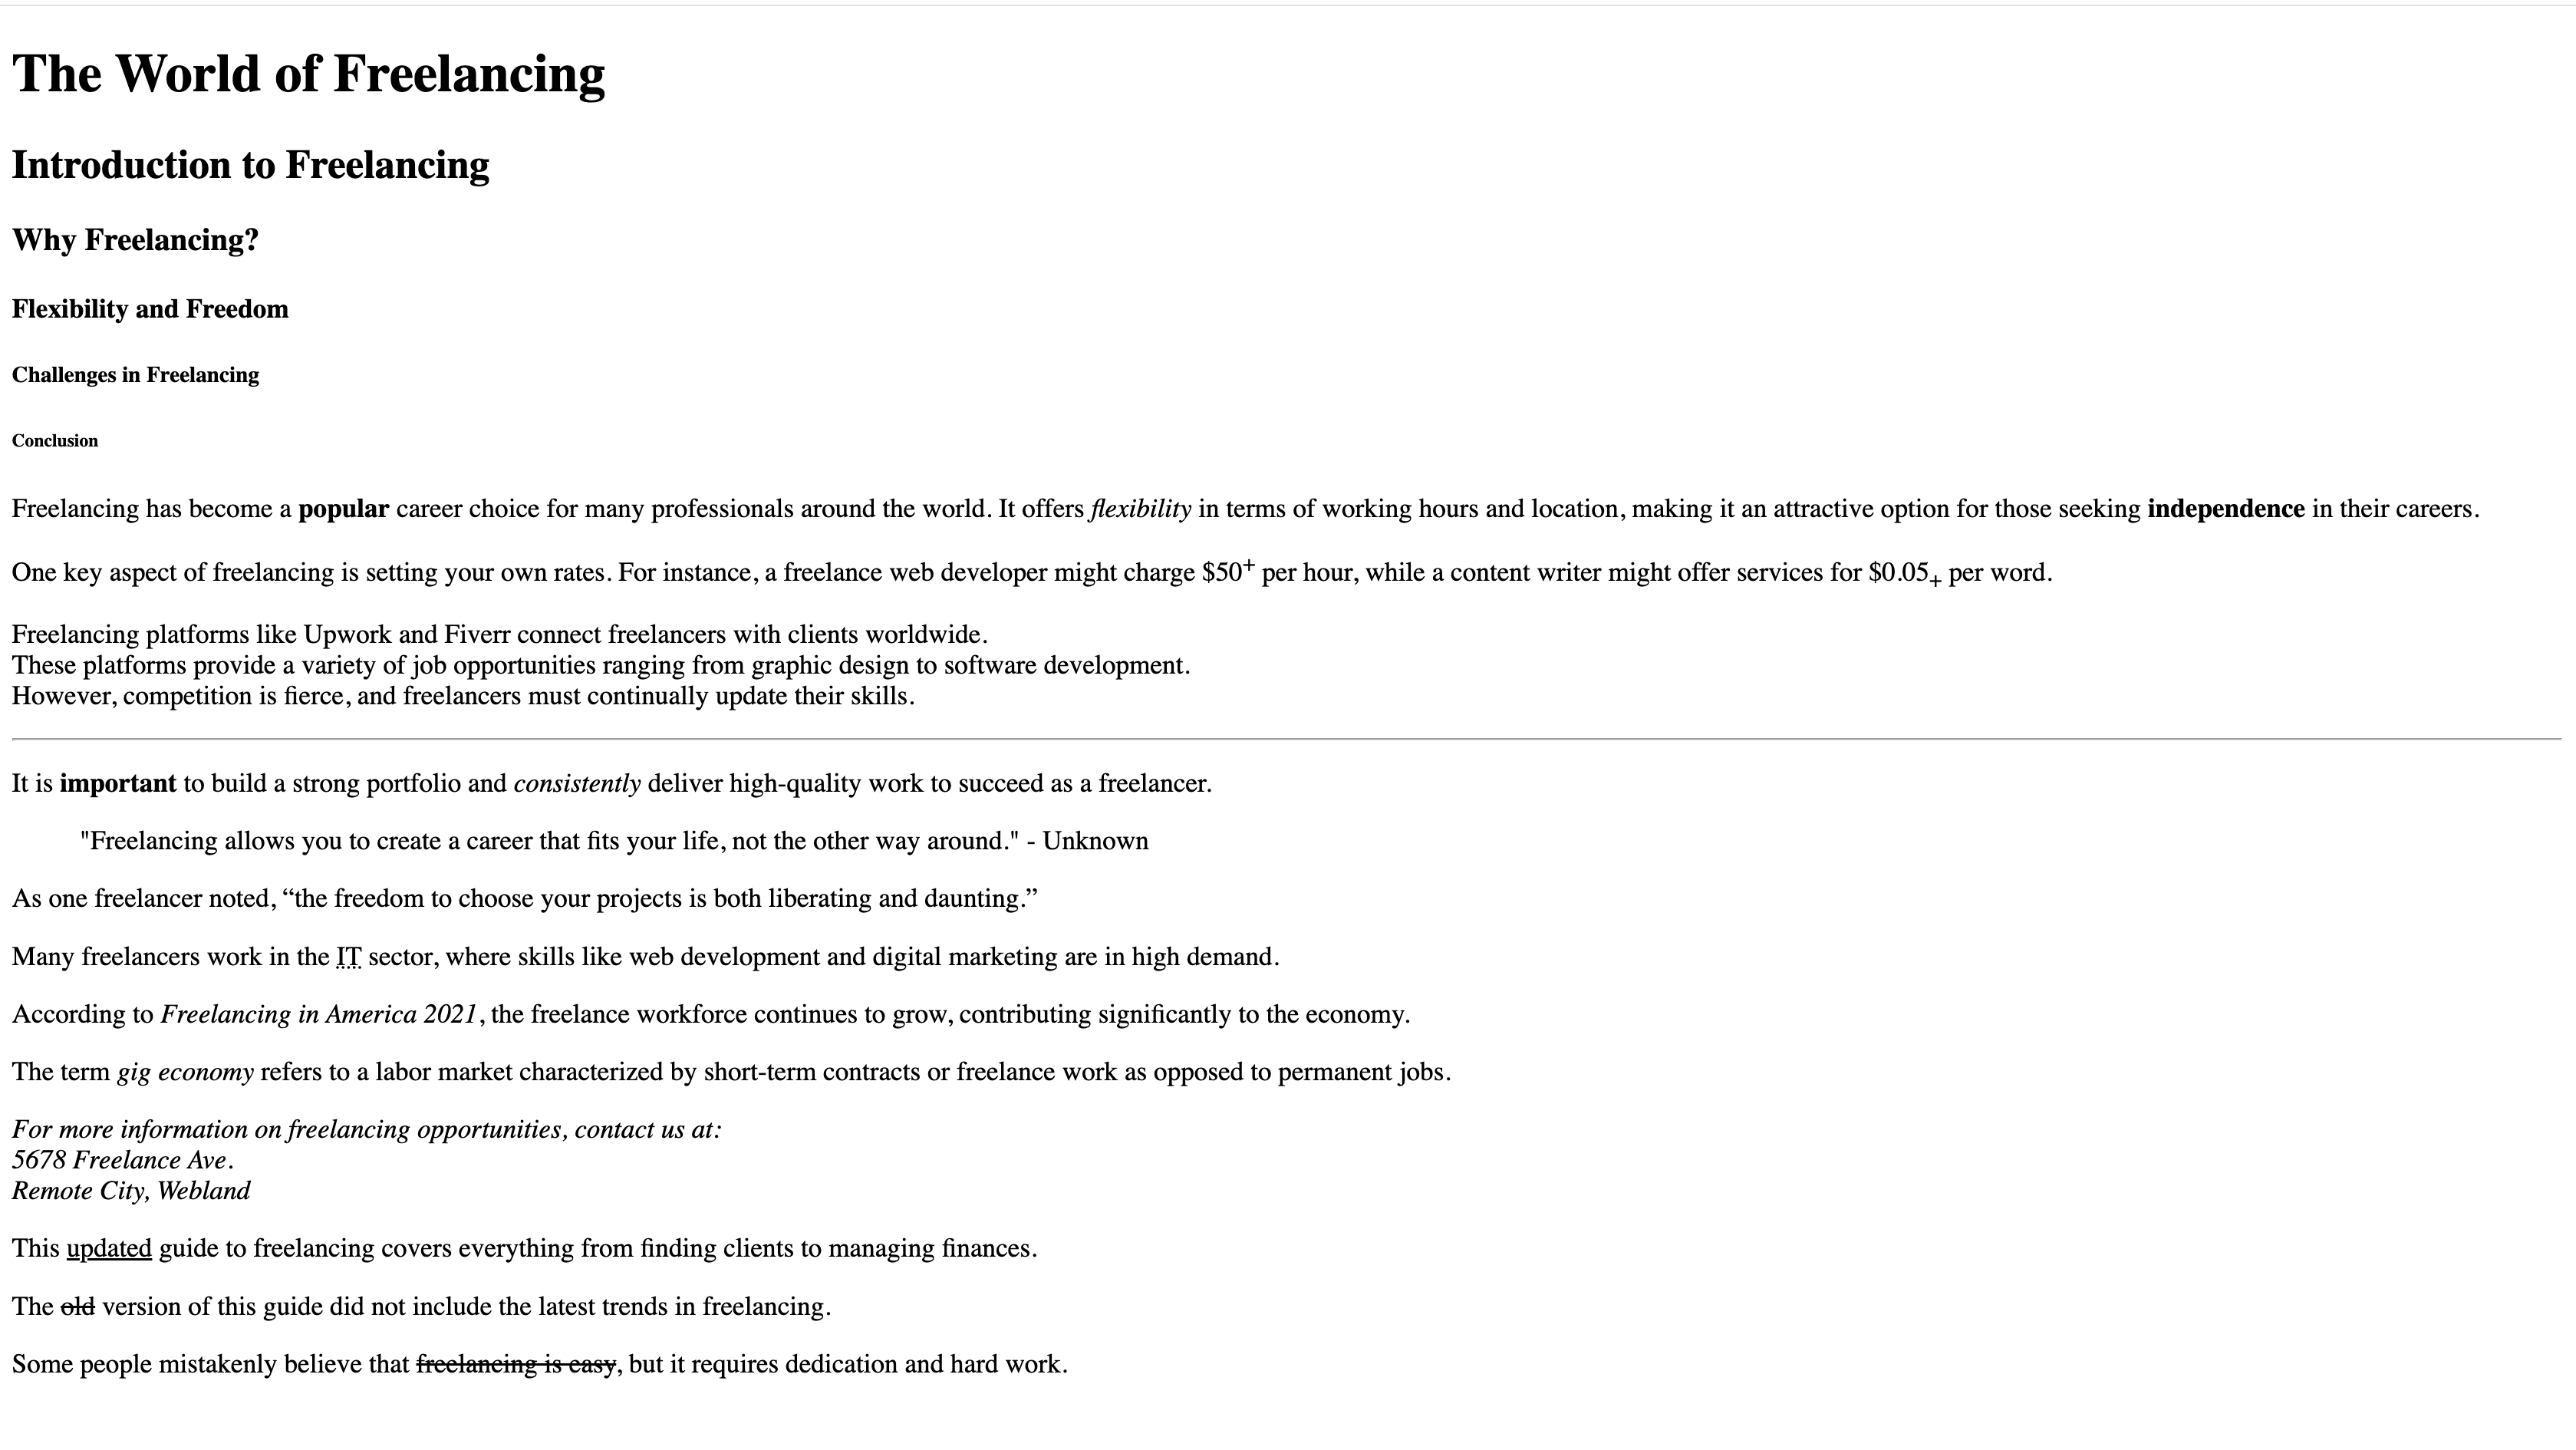 The World of Freelancing
Introduction to Freelancing
Why Freelancing?
Flexibility and Freedom
Challenges in Freelancing
Conclusion
Freelancing has become a popular career choice for many professionals around the world. It offers flexibility in terms of working hours and location, making it an attractive option for those seeking independence in their careers.
One key aspect of freelancing is setting your own rates. For instance, a freelance web developer might charge $50⁺ per hour, while a content writer might offer services for $0.05₊ per word.
Freelancing platforms like Upwork and Fiverr connect freelancers with clients worldwide.
These platforms provide a variety of job opportunities ranging from graphic design to software development.
However, competition is fierce, and freelancers must continually update their skills.
It is important to build a strong portfolio and consistently deliver high-quality work to succeed as a freelancer.
"Freelancing allows you to create a career that fits your life, not the other way around." - Unknown
As one freelancer noted, “the freedom to choose your projects is both liberating and daunting.”
Many freelancers work in the IT sector, where skills like web development and digital marketing are in high demand.
According to Freelancing in America 2021, the freelance workforce continues to grow, contributing significantly to the economy.
The term gig economy refers to a labor market characterized by short-term contracts or freelance work as opposed to permanent jobs.
For more information on freelancing opportunities, contact us at:
5678 Freelance Ave.
Remote City, Webland
This updated guide to freelancing covers everything from finding clients to managing finances.
The old version of this guide did not include the latest trends in freelancing.
Some people mistakenly believe that freelancing is easy, but it requires dedication and hard work.